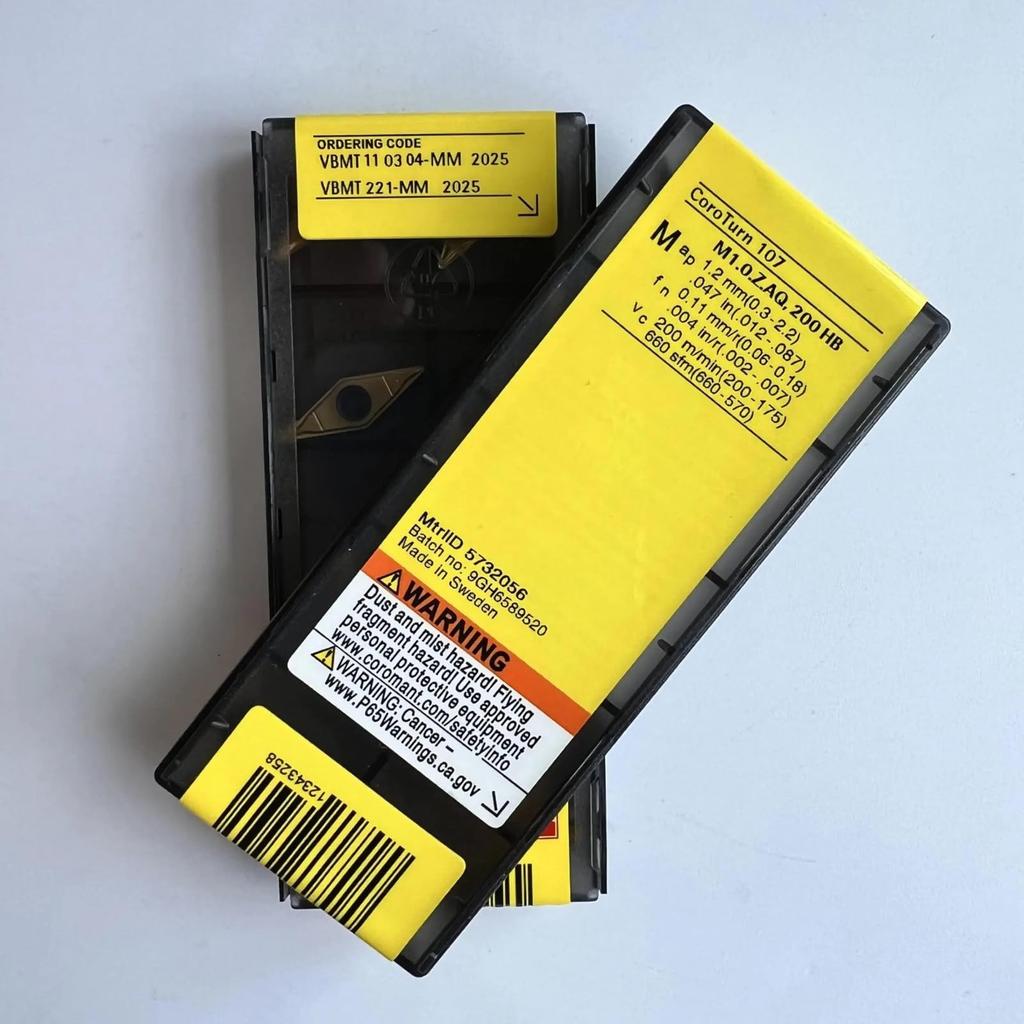 ORDERING CODE
VBMT 11 03 04-MM 2025
VBMT 221-MM 2025
CoroTurn 107
M1.0.Z.AQ, 200 HB
M ap 1.2 mm(0.3-2.2)
.047 in(.012-.087)
fn 0.11 mm/r(0.06-0.18)
.004 in/r(.002-.007)
vc 200 m/min(200-175)
660 sfm(660-570)
MtrlID 5732056
Batch no: 9GH6589520
Made in Sweden
WARNING
Dust and mist hazard! Flying
fragment hazard! Use approved
personal protective equipment
www.coromant.com/safetyinfo
WARNING: Cancer –
www.P65Warnings.ca.gov
12343258